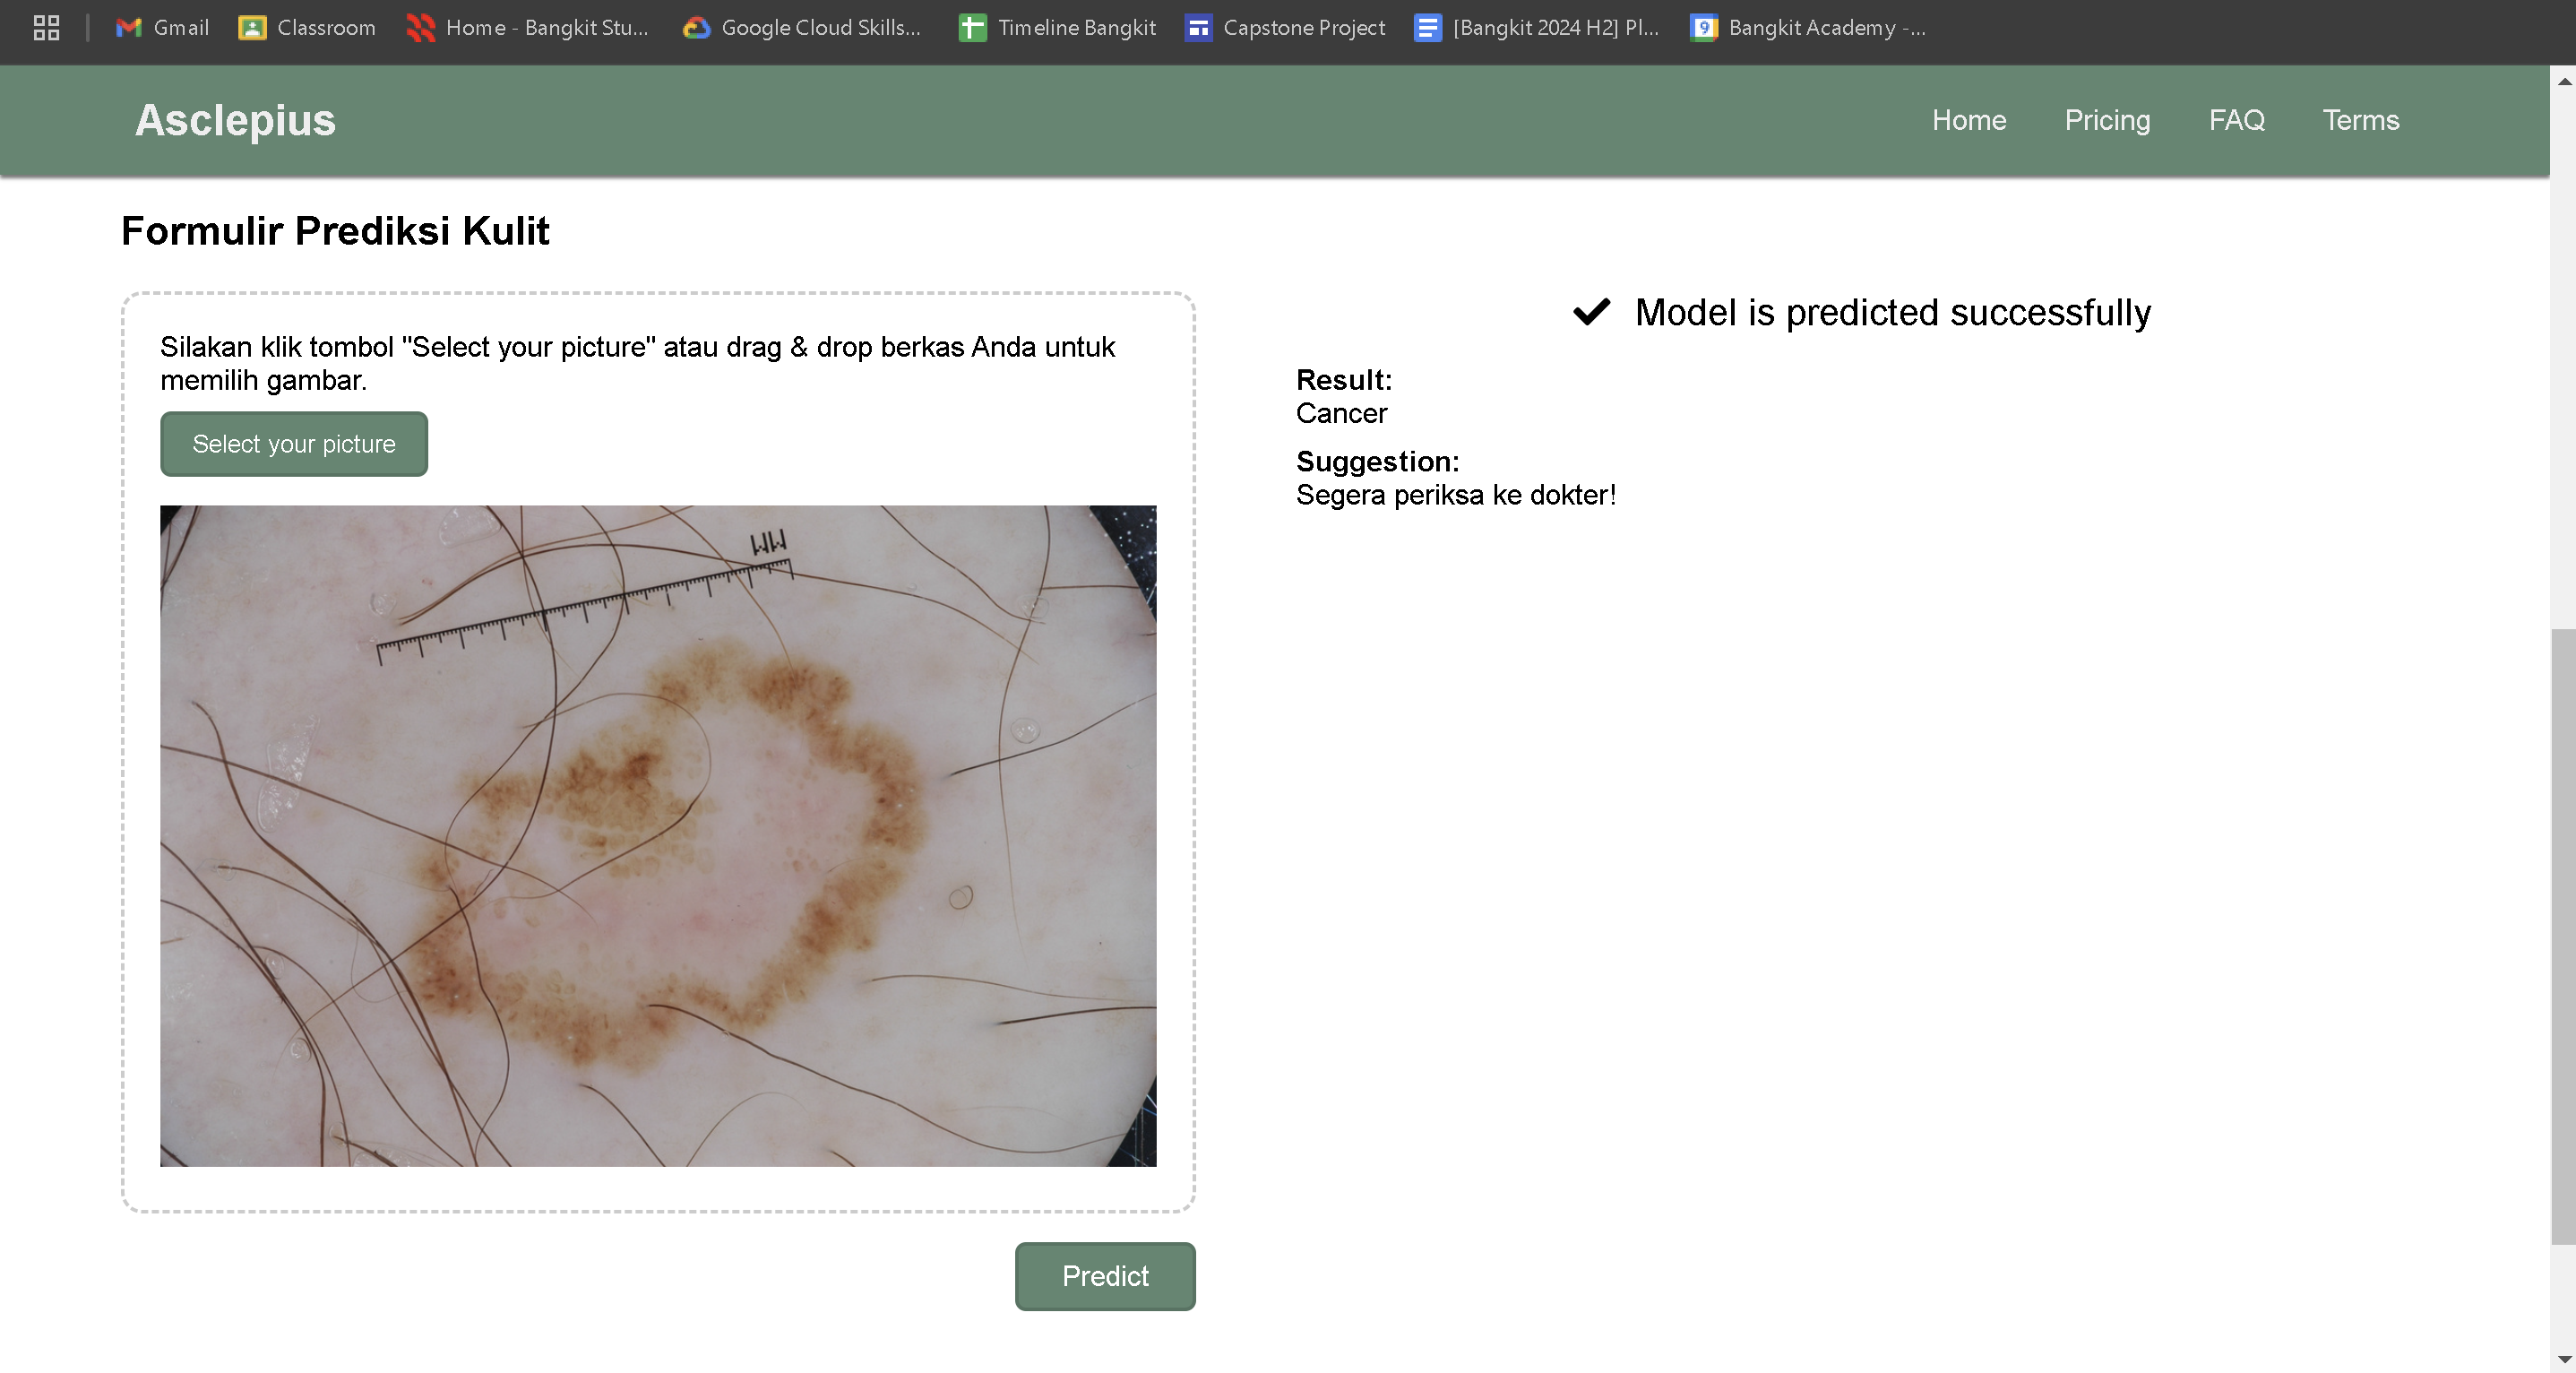 Gmail Classroom Home - Bangkit Stu... Google Cloud Skills... Timeline Bangkit Capstone Project [Bangkit 2024 H2] Pl... Bangkit Academy -...
Asclepius Home Pricing FAQ Terms
Formulir Prediksi Kulit
Silakan klik tombol "Select your picture" atau drag & drop berkas Anda untuk
memilih gambar.
Select your picture
MM
Predict
Model is predicted successfully
Result:
Cancer
Suggestion:
Segera periksa ke dokter!